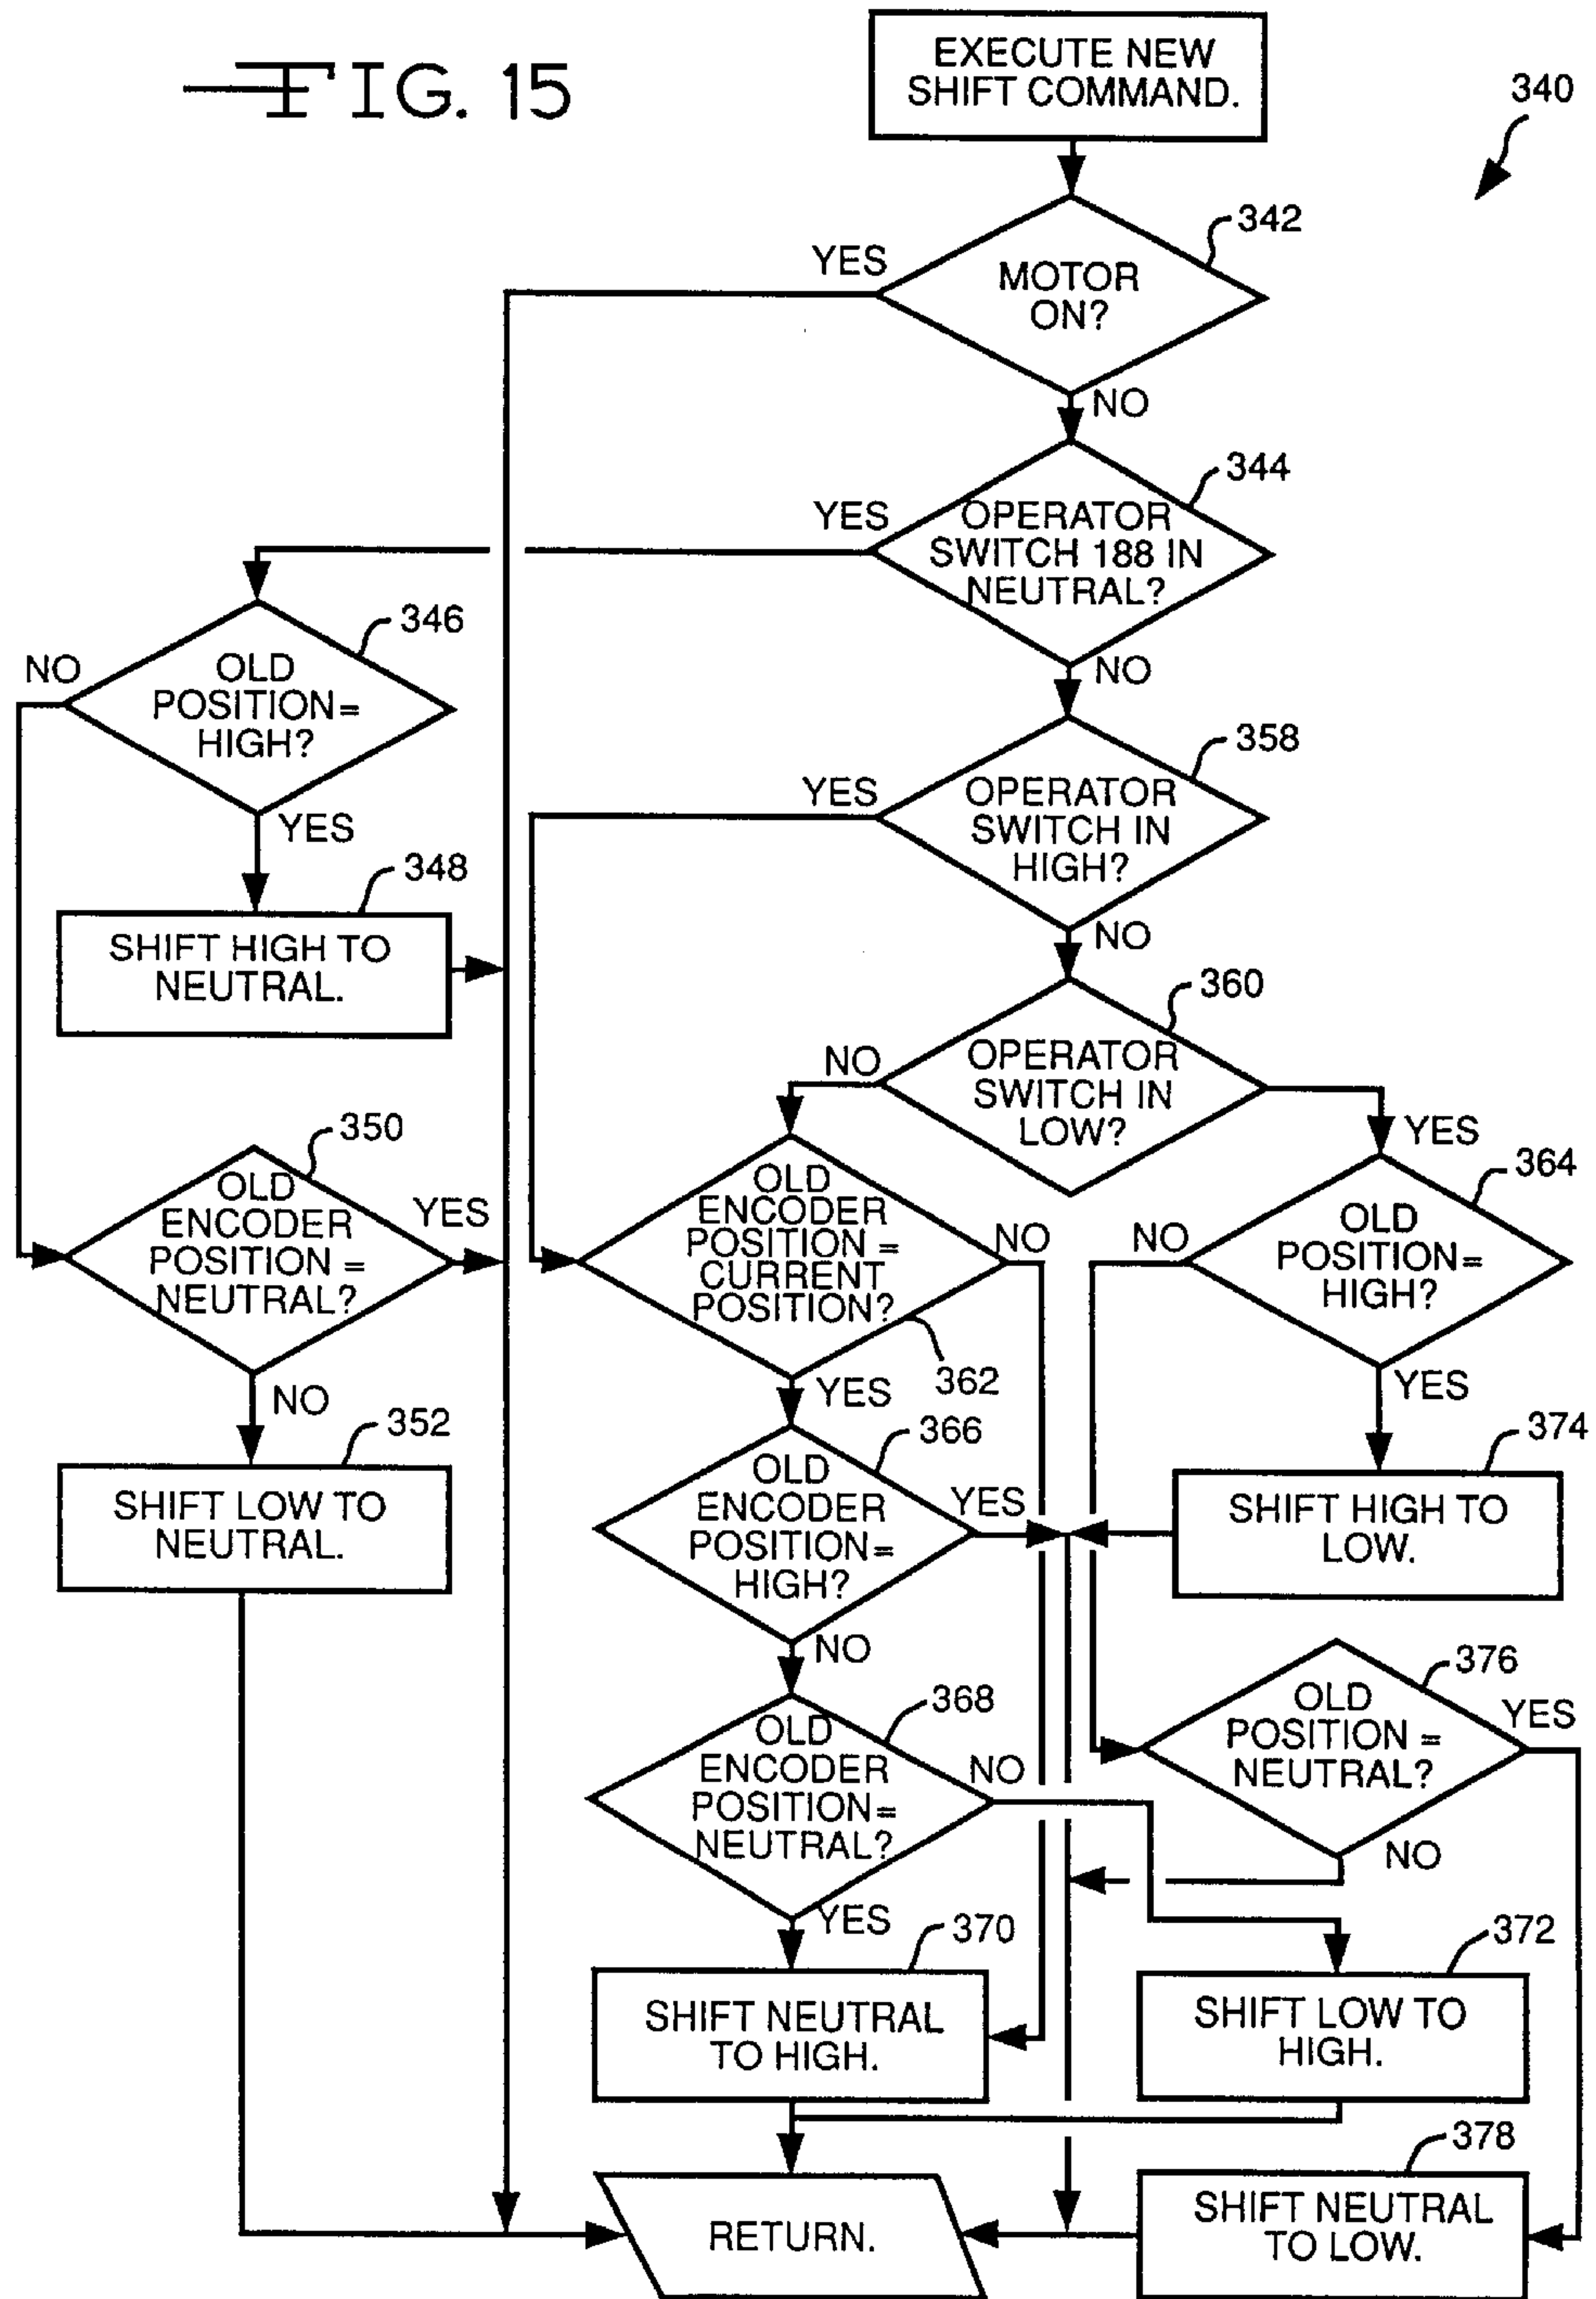 FIG. 15
EXECUTE NEW
SHIFT COMMAND.
340
342
YES
MOTOR
ON?
NO
344
YES
OPERATOR
SWITCH 188 IN
NEUTRAL?
NO
346
NO
OLD
POSITION=
HIGH?
YES
348
SHIFT HIGH TO
NEUTRAL.
358
YES
OPERATOR
SWITCH IN
HIGH?
NO
360
NO
OPERATOR
SWITCH IN
LOW?
YES
350
OLD
ENCODER
POSITION =
NEUTRAL?
YES
NO
352
SHIFT LOW TO
NEUTRAL.
OLD
ENCODER
POSITION =
CURRENT
POSITION?
NO
362
YES
364
NO
OLD
POSITION=
HIGH?
YES
366
OLD
ENCODER
POSITION=
HIGH?
YES
NO
374
SHIFT HIGH TO
LOW.
368
OLD
ENCODER
POSITION=
NEUTRAL?
NO
YES
376
OLD
POSITION =
NEUTRAL?
YES
NO
370
SHIFT NEUTRAL
TO HIGH.
372
SHIFT LOW TO
HIGH.
378
RETURN.
SHIFT NEUTRAL
TO LOW.